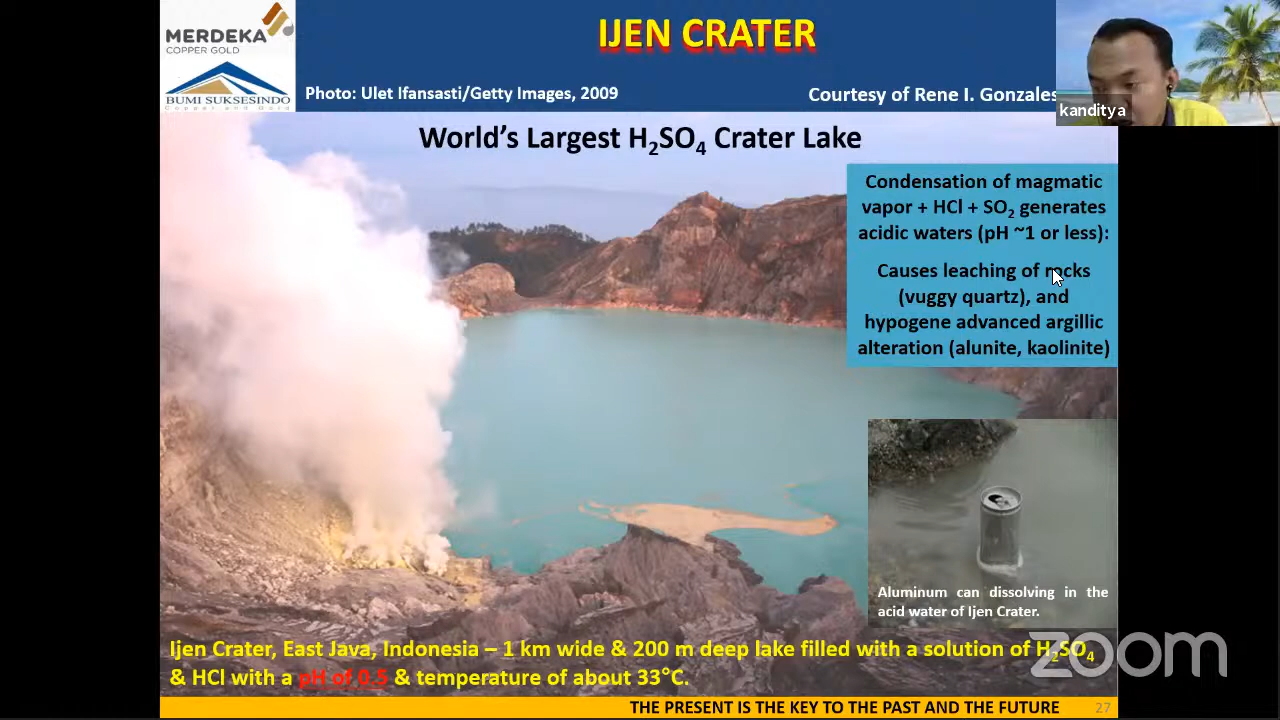 MERDEKA
COPPER GOLD
BUMI SUKSESINDO
Copper and Gold
IJEN CRATER
Photo: Ulet Ifansasti/Getty Images, 2009
Courtesy of Rene I. Gonzales
kanditya
World's Largest H₂SO₄ Crater Lake
Condensation of magmatic
vapor + HCl + SO₂ generates
acidic waters (pH ~1 or less):
Causes leaching of rocks
(vuggy quartz), and
hypogene advanced argillic
alteration (alunite, kaolinite)
Aluminum can dissolving in the
acid water of Ijen Crater.
Ijen Crater, East Java, Indonesia – 1 km wide & 200 m deep lake filled with a solution of H₂SO₄
& HCl with a pH of 0.5 & temperature of about 33°C.
zoom
THE PRESENT IS THE KEY TO THE PAST AND THE FUTURE
27